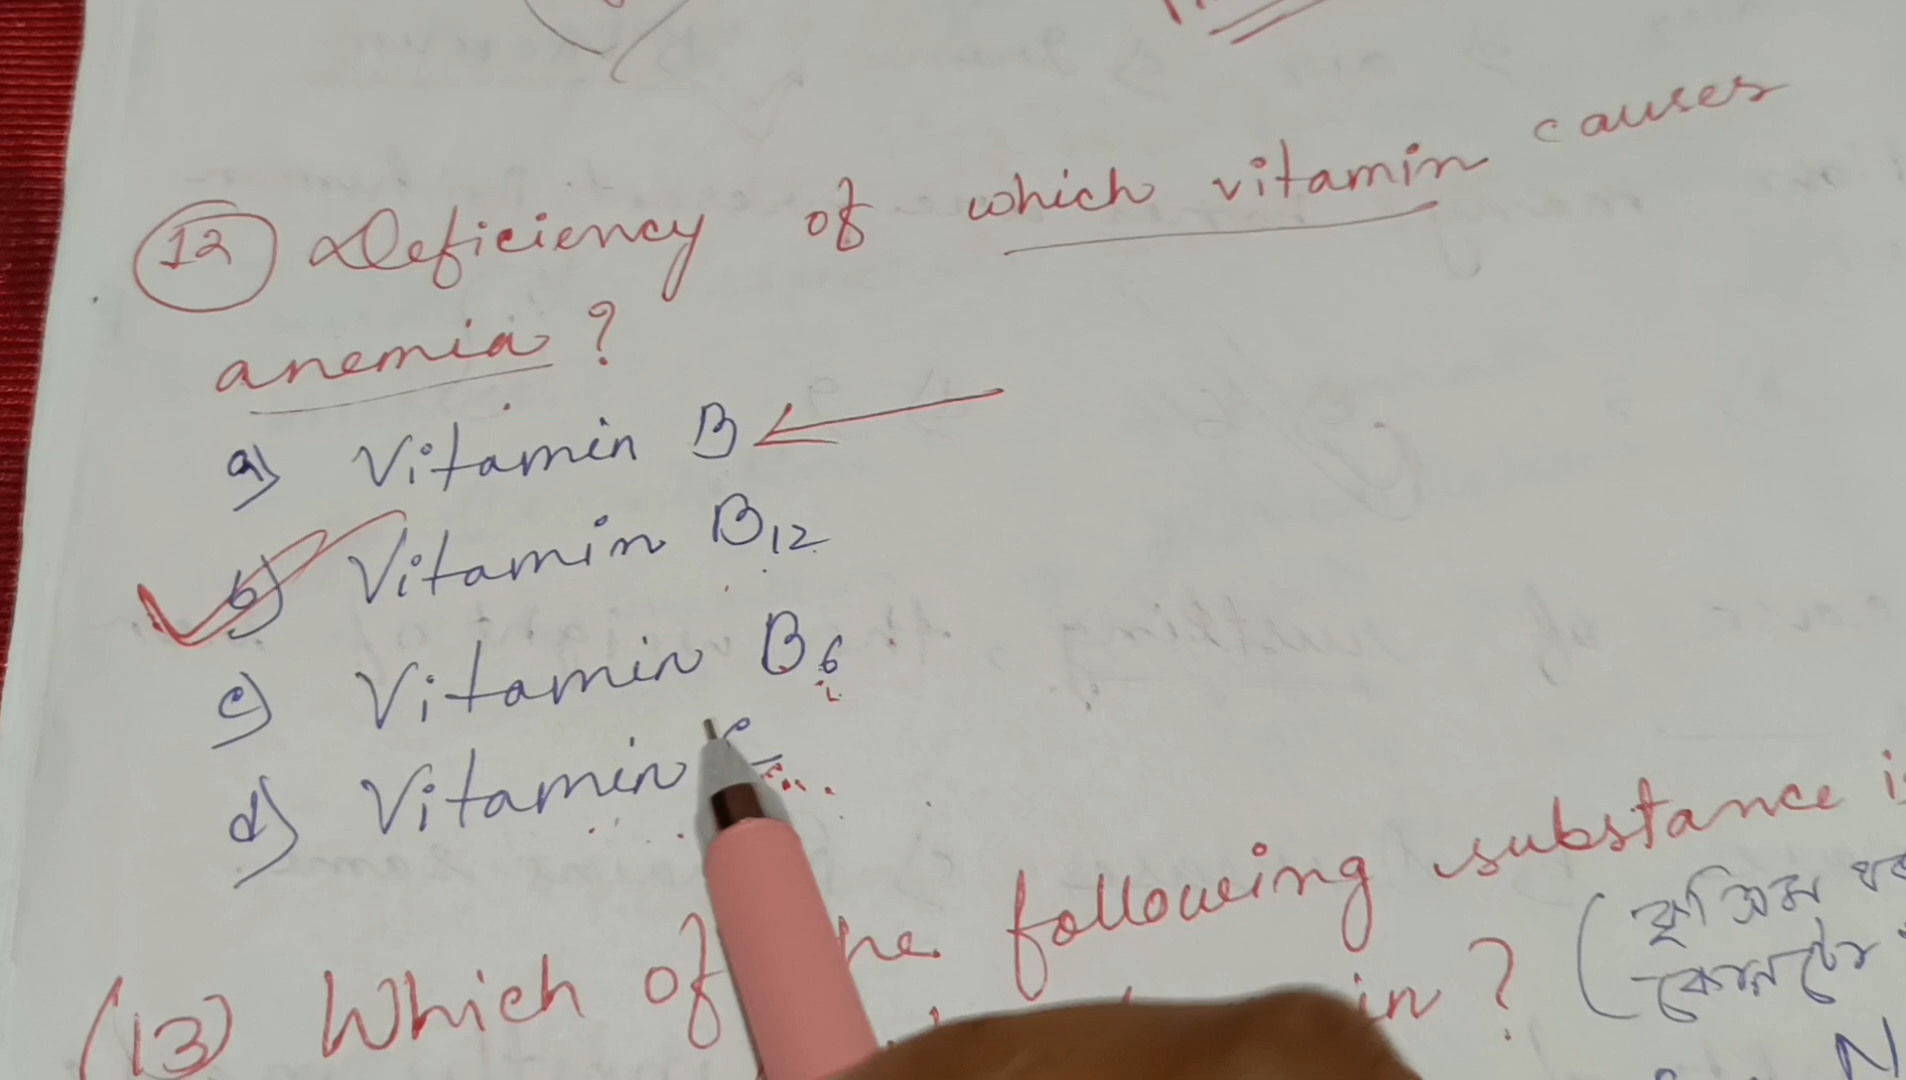 12 Deficiency of which vitamin causes
anemia ?
a) Vitamin B
b) Vitamin B12
c) Vitamin B6
d) Vitamin
(13) Which of the following substance
in ?